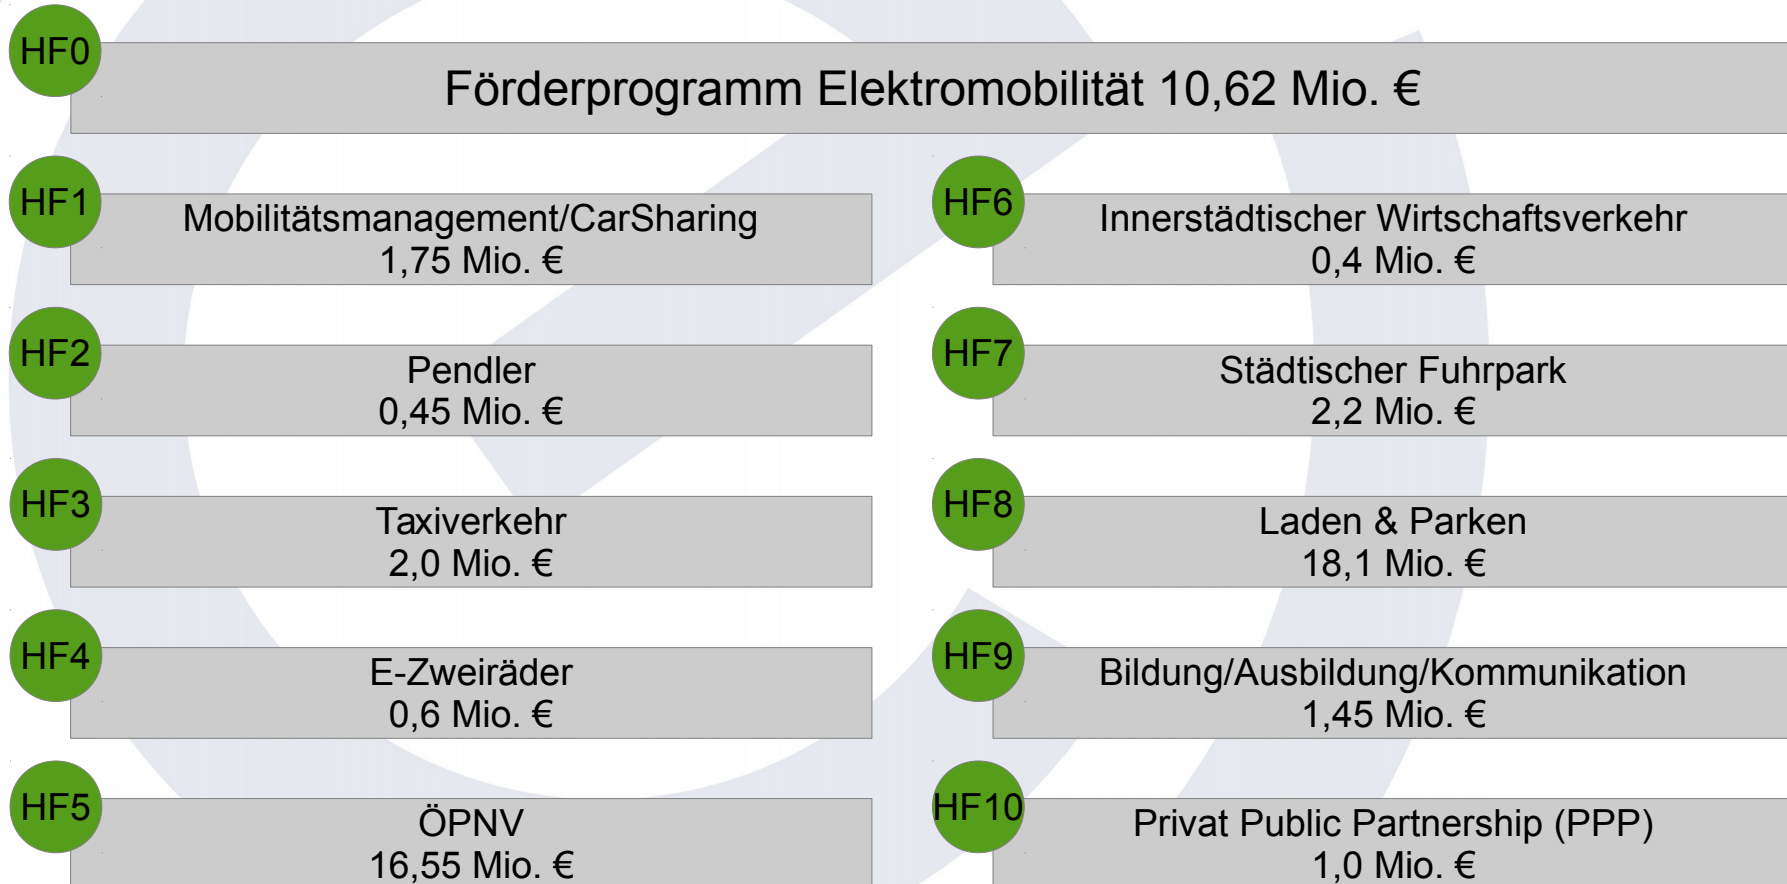 HF0
Förderprogramm Elektromobilität 10,62 Mio. €
HF1
Mobilitätsmanagement/CarSharing
1,75 Mio. €
HF2
Pendler
0,45 Mio. €
HF3
Taxiverkehr
2,0 Mio. €
HF4
E-Zweiräder
0,6 Mio. €
HF5
ÖPNV
16,55 Mio. €
HF6
Innerstädtischer Wirtschaftsverkehr
0,4 Mio. €
HF7
Städtischer Fuhrpark
2,2 Mio. €
HF8
Laden & Parken
18,1 Mio. €
HF9
Bildung/Ausbildung/Kommunikation
1,45 Mio. €
HF10
Privat Public Partnership (PPP)
1,0 Mio. €